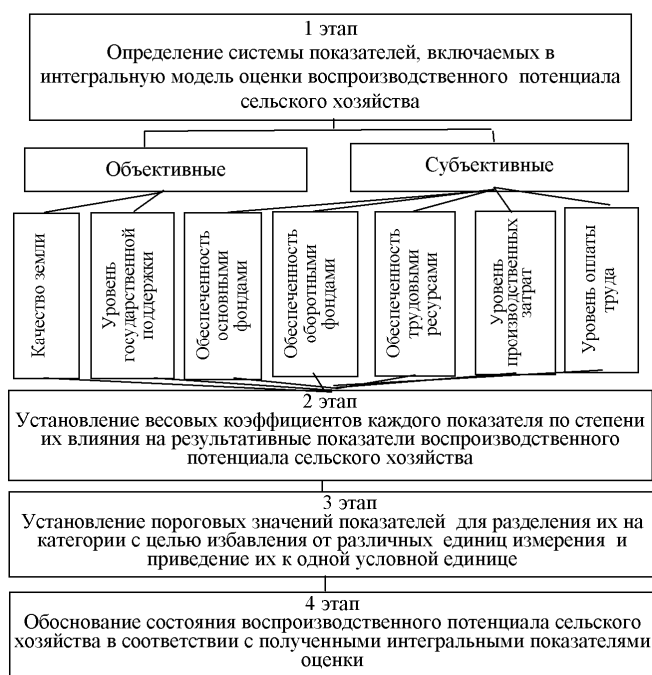 1 этап
Определение системы показателей, включаемых в
интегральную модель оценки воспроизводственного потенциала
сельского хозяйства
Объективные
Субъективные
Качество земли
Уровень
государственной
поддержки
Обеспеченность
основными
фондами
Обеспеченность
оборотными
фондами
Обеспеченность
трудовыми
ресурсами
Уровень
производственных
затрат
Уровень оплаты
труда
2 этап
Установление весовых коэффициентов каждого показателя по степени
их влияния на результативные показатели воспроизводственного
потенциала сельского хозяйства
3 этап
Установление пороговых значений показателей для разделения их на
категории с целью избавления от различных единиц измерения и
приведение их к одной условной единице
4 этап
Обоснование состояния воспроизводственного потенциала сельского
хозяйства в соответствии с полученными интегральными показателями
оценки